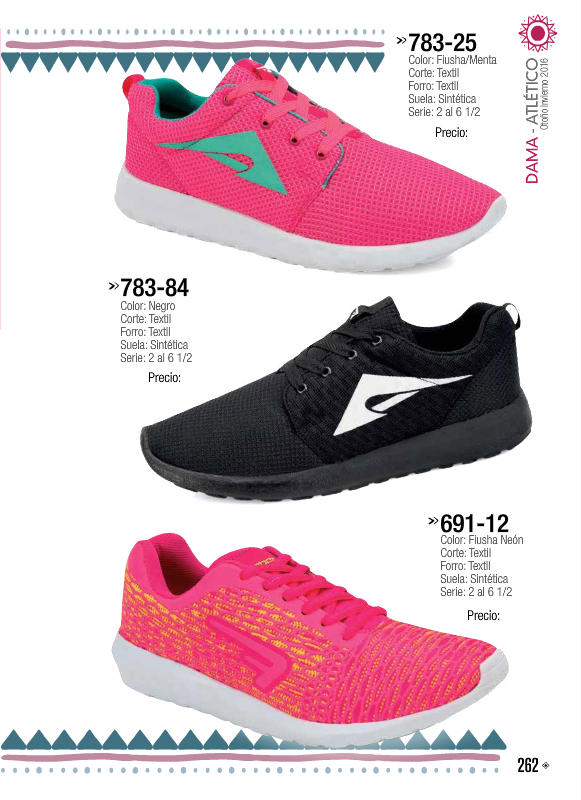 783-25
Color: Fiusha/Menta
Corte: Textil
Forro: Textil
Suela: Sintética
Serie: 2 al 6 1/2
Precio:
DAMA - ATLÉTICO
Otoño Invierno 2016
783-84
Color: Negro
Corte: Textil
Forro: Textil
Suela: Sintética
Serie: 2 al 6 1/2
Precio:
691-12
Color: Fiusha Neón
Corte: Textil
Forro: Textil
Suela: Sintética
Serie: 2 al 6 1/2
Precio:
262